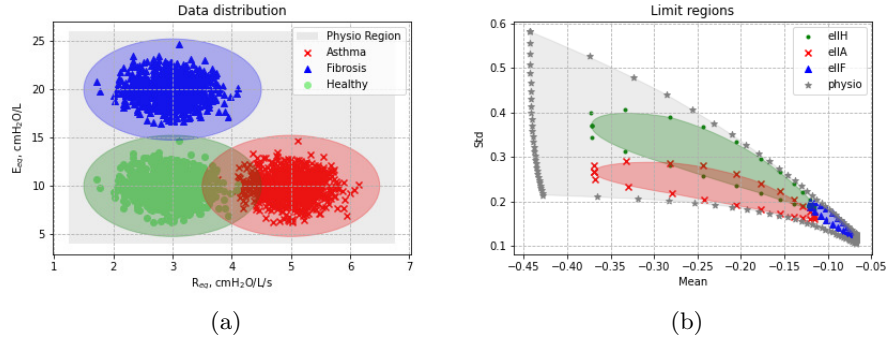 Data distribution
E_eq, cmH2O/L
25
20
15
10
5
1
2
3
4
5
6
7
R_eq, cmH2O/L/s
Physio Region
Asthma
Fibrosis
Healthy
(a)
Limit regions
Std
0.6
0.5
0.4
0.3
0.2
0.1
−0.45
−0.40
−0.35
−0.30
−0.25
−0.20
−0.15
−0.10
−0.05
Mean
ellH
ellA
ellF
physio
(b)